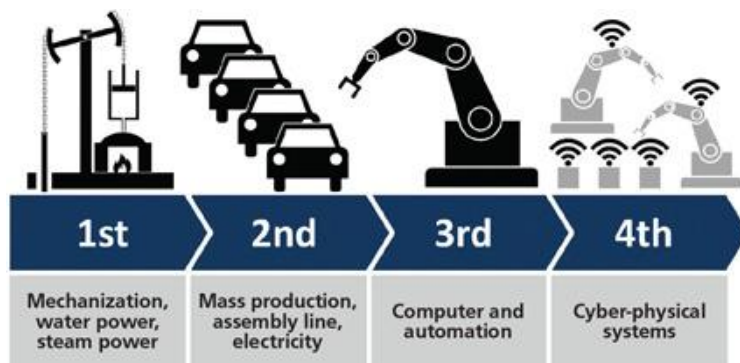 1st
2nd
3rd
4th
Mechanization,
water power,
steam power
Mass production,
assembly line,
electricity
Computer and
automation
Cyber-physical
systems